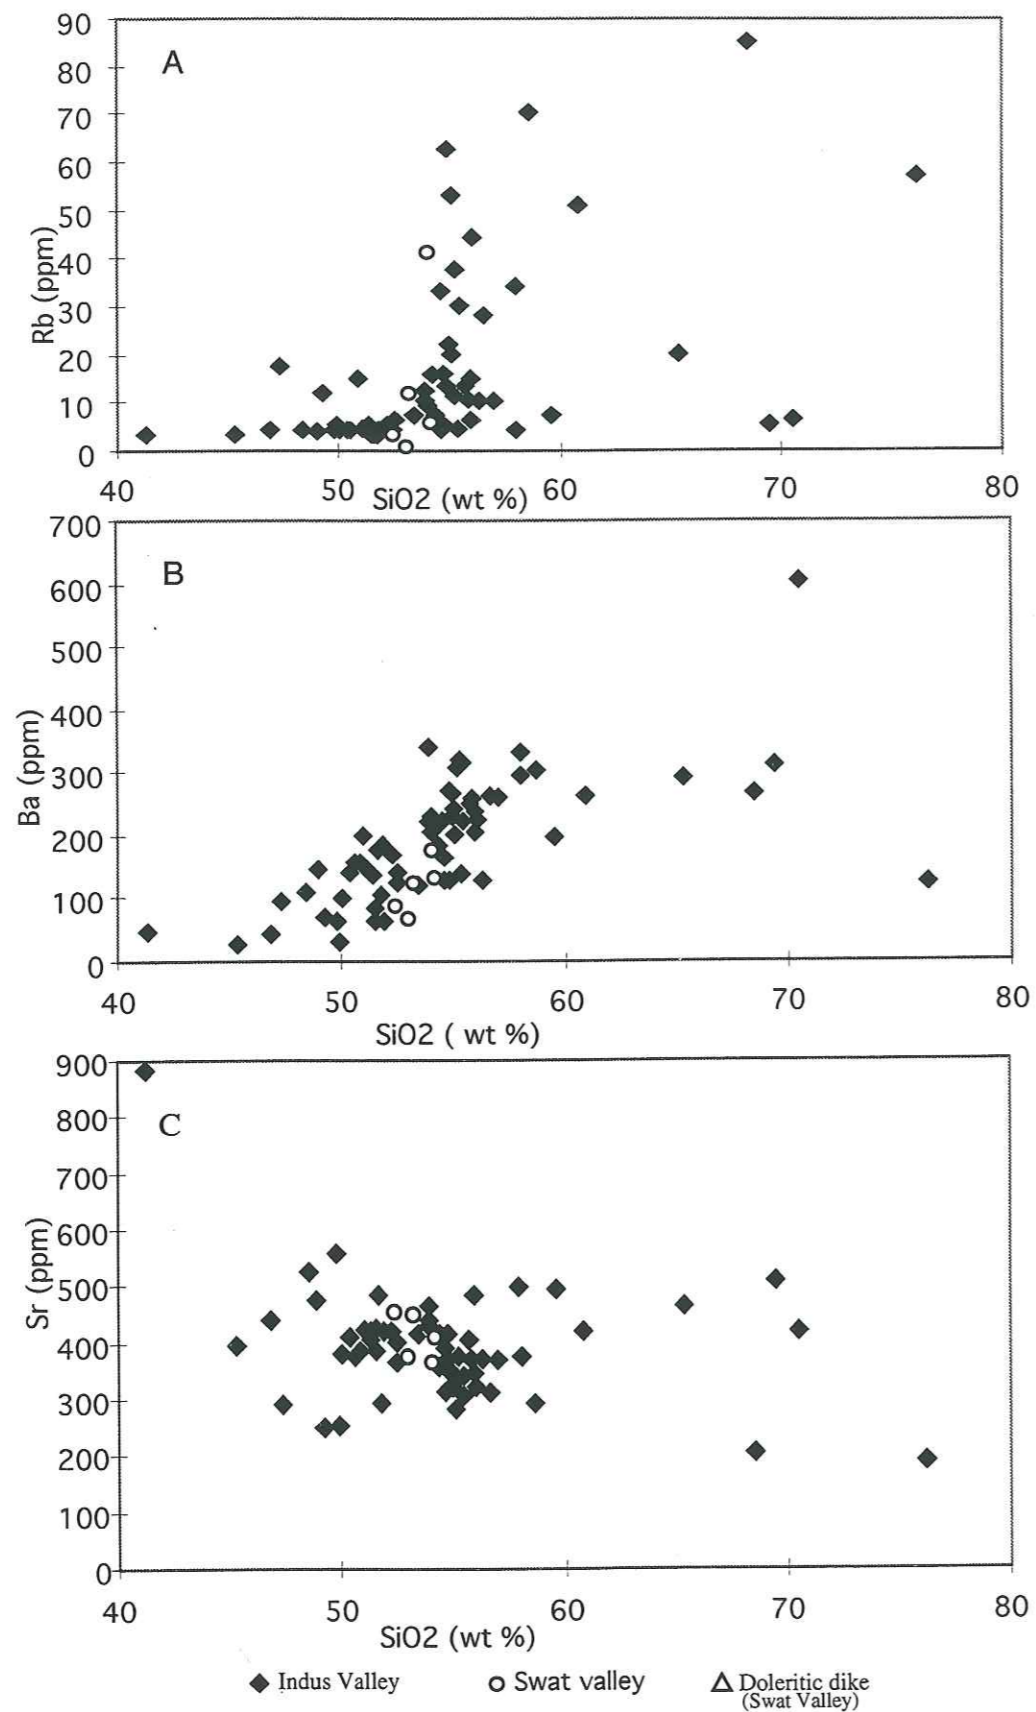 90
80
70
60
50
40
30
20
10
0
A
Rb (ppm)
40 50 60 70 80
SiO2 (wt %)
700
600
500
400
300
200
100
0
B
Ba (ppm)
40 50 60 70 80
SiO2 ( wt %)
900
800
700
600
500
400
300
200
100
0
C
Sr (ppm)
40 50 60 70 80
SiO2 (wt %)
Indus Valley Swat valley Doleritic dike
(Swat Valley)